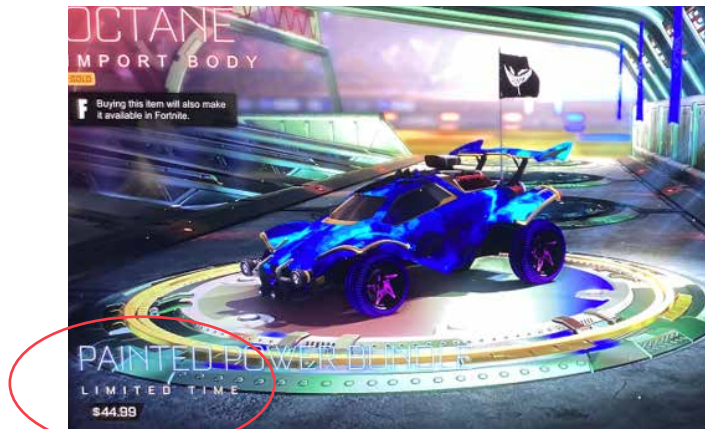 OCTANE
IMPORT BODY
GOLD
F
Buying this item will also make
it available in Fortnite.
PAINTED POWER BUNDLE
LIMITED TIME
$44.99